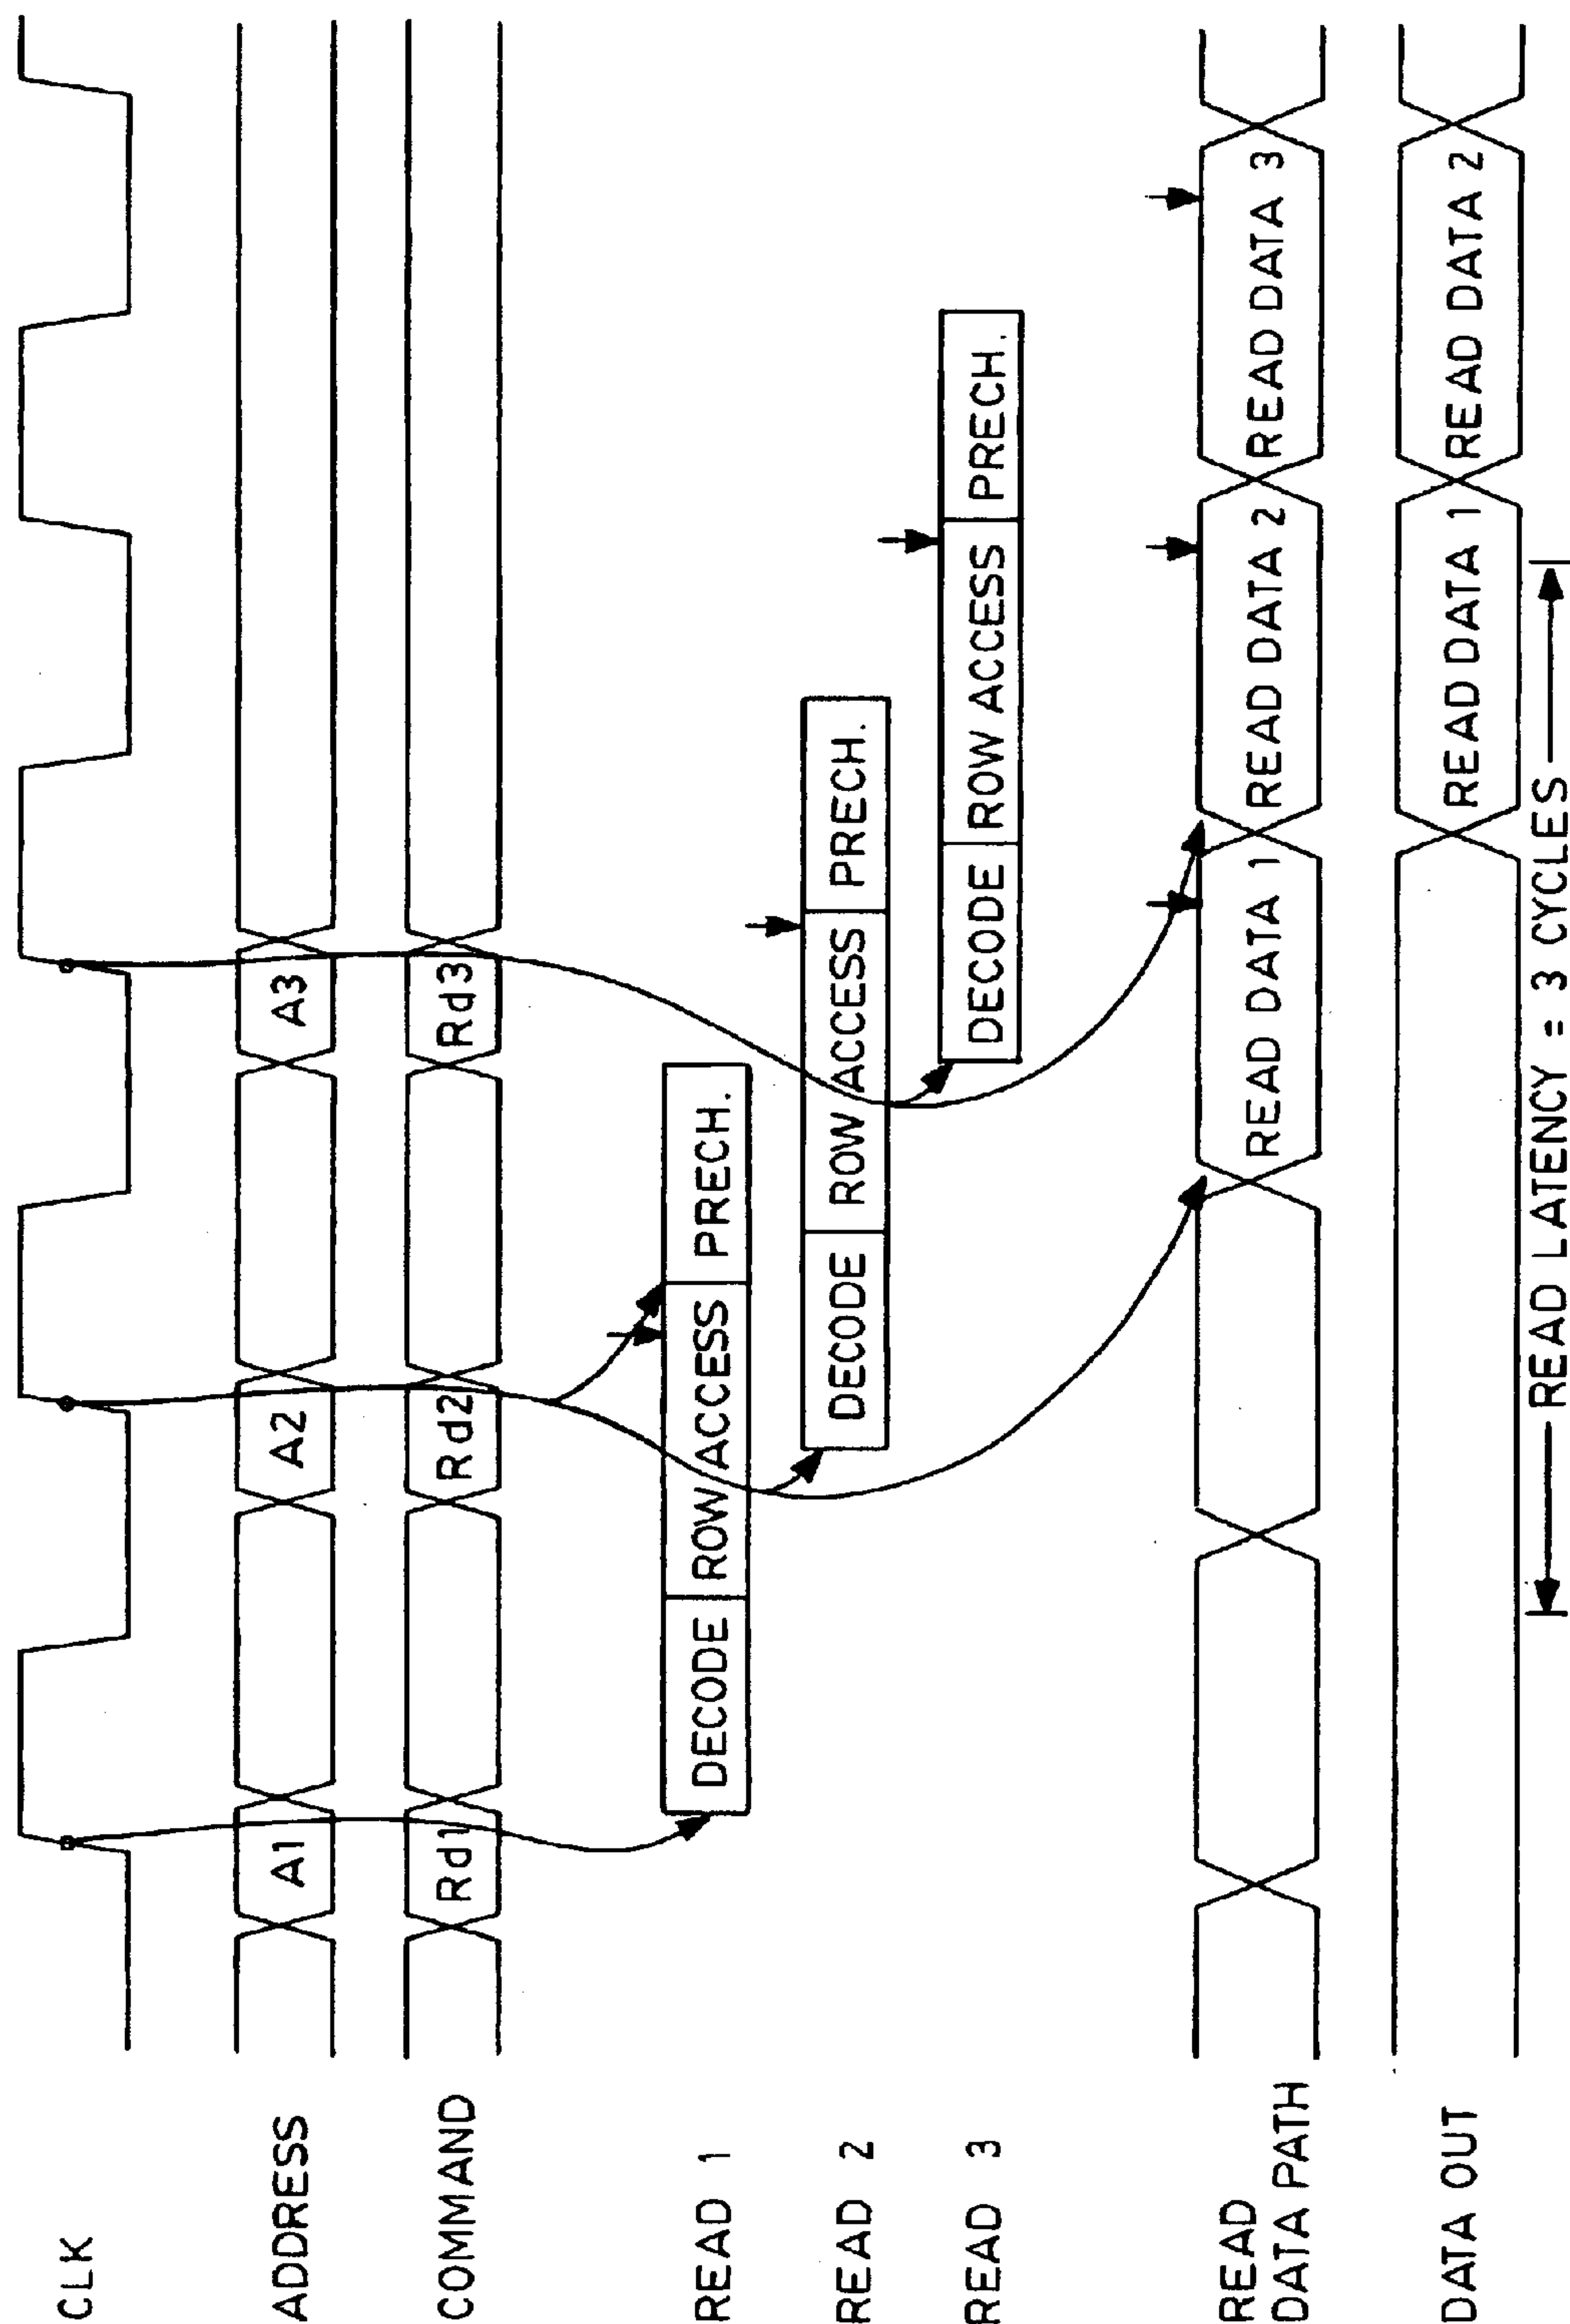 CLK
ADDRESS
A1
A2
A3
COMMAND
Rd1
Rd2
Rd3
READ 1
DECODE
ROW ACCESS
PRECH.
READ 2
DECODE
ROW ACCESS
PRECH.
READ 3
DECODE
ROW ACCESS
PRECH.
READ
DATA PATH
READ DATA 1
READ DATA 2
READ DATA 3
DATA OUT
READ DATA 1
READ DATA 2
READ LATENCY = 3 CYCLES